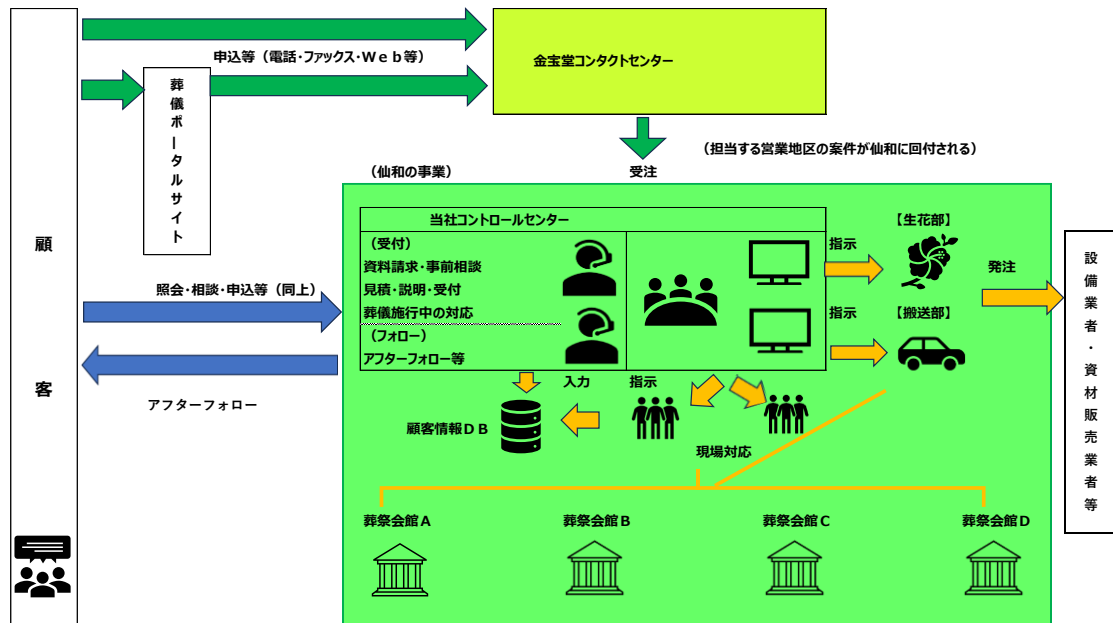 申込等（電話・ファックス・Ｗｅｂ等）
金宝堂コンタクトセンター
葬儀ポータルサイト
（担当する営業地区の案件が仙和に回付される）
（仙和の事業）
受注
顧客
当社コントロールセンター
（受付）
資料請求・事前相談
見積・説明・受付
葬儀施行中の対応
（フォロー）
アフターフォロー等
指示
【生花部】
発注
設備業者・資材販売業者等
照会・相談・申込等（同上）
指示
【搬送部】
アフターフォロー
入力
指示
顧客情報ＤＢ
現場対応
葬祭会館Ａ
葬祭会館Ｂ
葬祭会館Ｃ
葬祭会館Ｄ